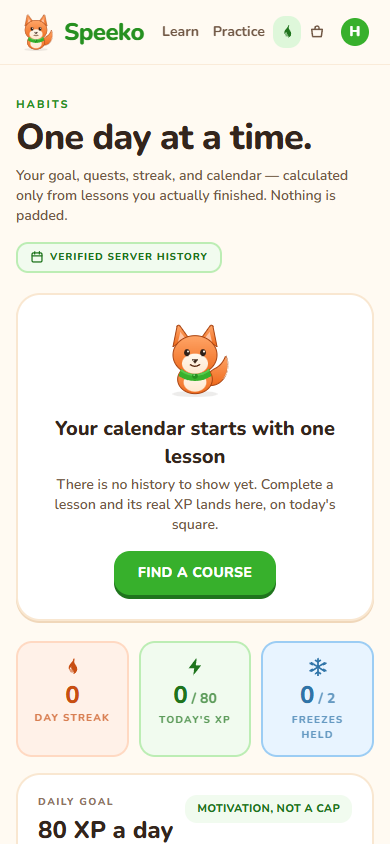 Speeko Learn Practice H
HABITS
One day at a time.
Your goal, quests, streak, and calendar — calculated
only from lessons you actually finished. Nothing is
padded.
VERIFIED SERVER HISTORY
Your calendar starts with one
lesson
There is no history to show yet. Complete a
lesson and its real XP lands here, on today's
square.
FIND A COURSE
0
DAY STREAK
0 / 80
TODAY'S XP
0 / 2
FREEZES
HELD
DAILY GOAL
MOTIVATION, NOT A CAP
80 XP a day